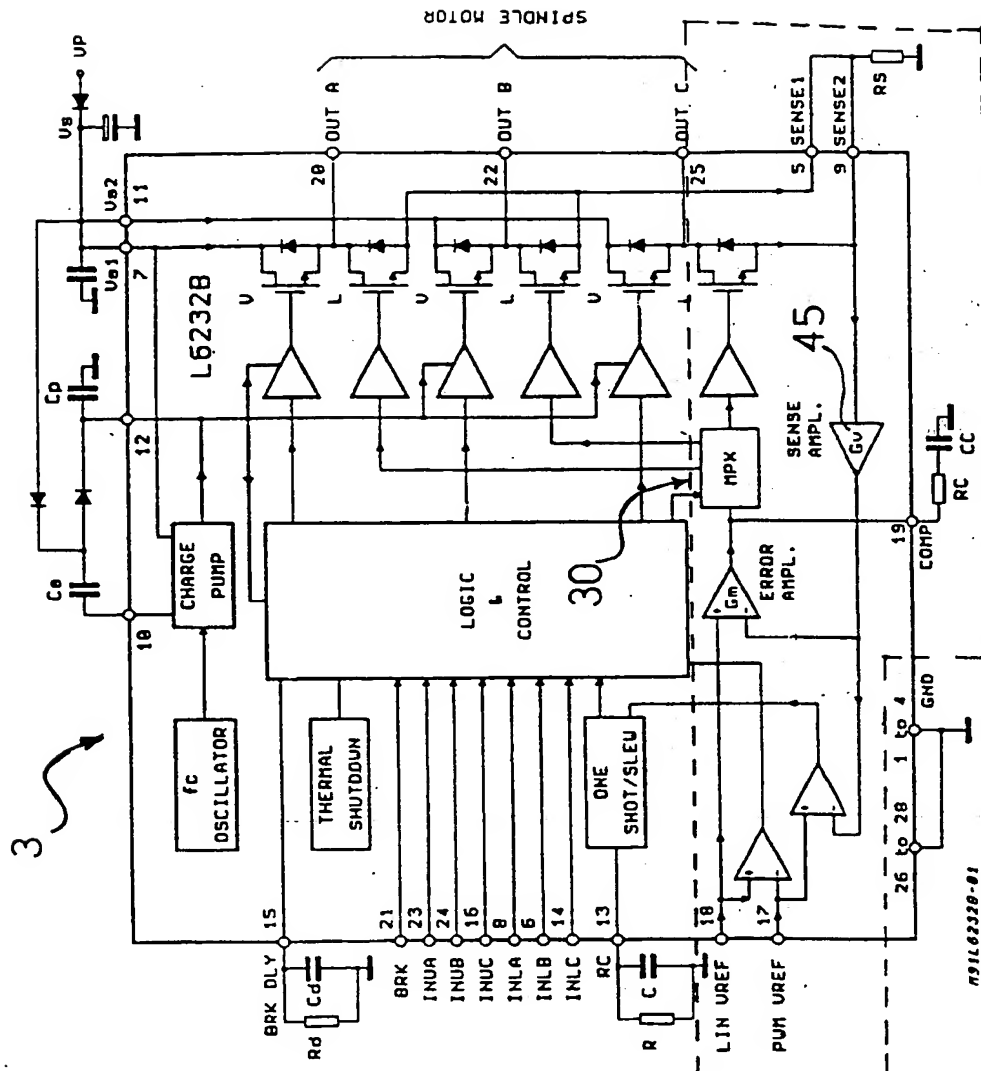 3
SPINDLE MOTOR
VP
Vs
Cs
Cp
10
12
7
Vs1
11
Vs2
fc
OSCILLATOR
CHARGE
PUMP
L6232B
THERMAL
SHUTDOWN
LOGIC
&
CONTROL
ONE
SHOT/SLEW
U
L
U
L
U
L
20
OUT A
22
OUT B
25
OUT C
5
SENSE1
9
SENSE2
RS
15
BRK DLY
Rd
Cd
21
BRK
23
INUA
24
INUB
16
INUC
8
INLA
6
INLB
14
INLC
13
RC
R
C
18
LIN VREF
17
PWM VREF
30
MPX
45
SENSE
AMPL.
Gv
Gm
ERROR
AMPL.
19
COMP
RC
CC
26 to 28
1 to 4
GND
M91L6232B-01